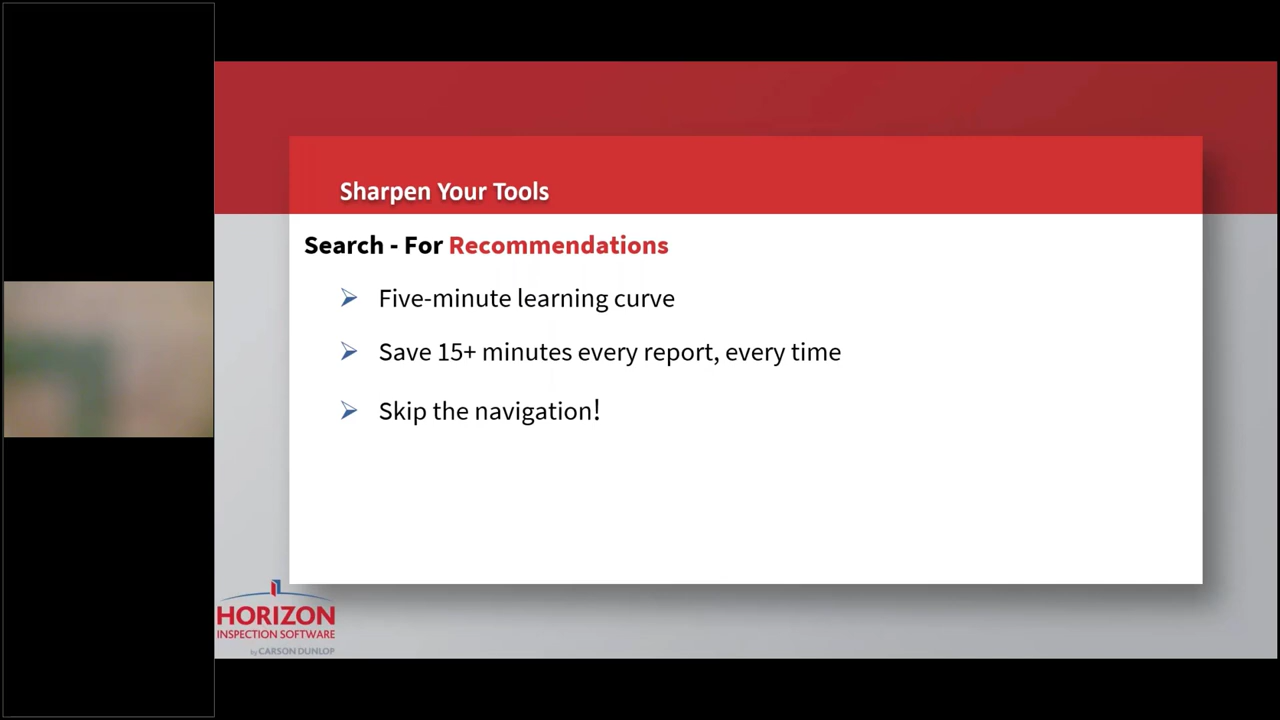 Sharpen Your Tools
Search - For Recommendations
Five-minute learning curve
Save 15+ minutes every report, every time
Skip the navigation!
HORIZON
INSPECTION SOFTWARE
by CARSON DUNLOP